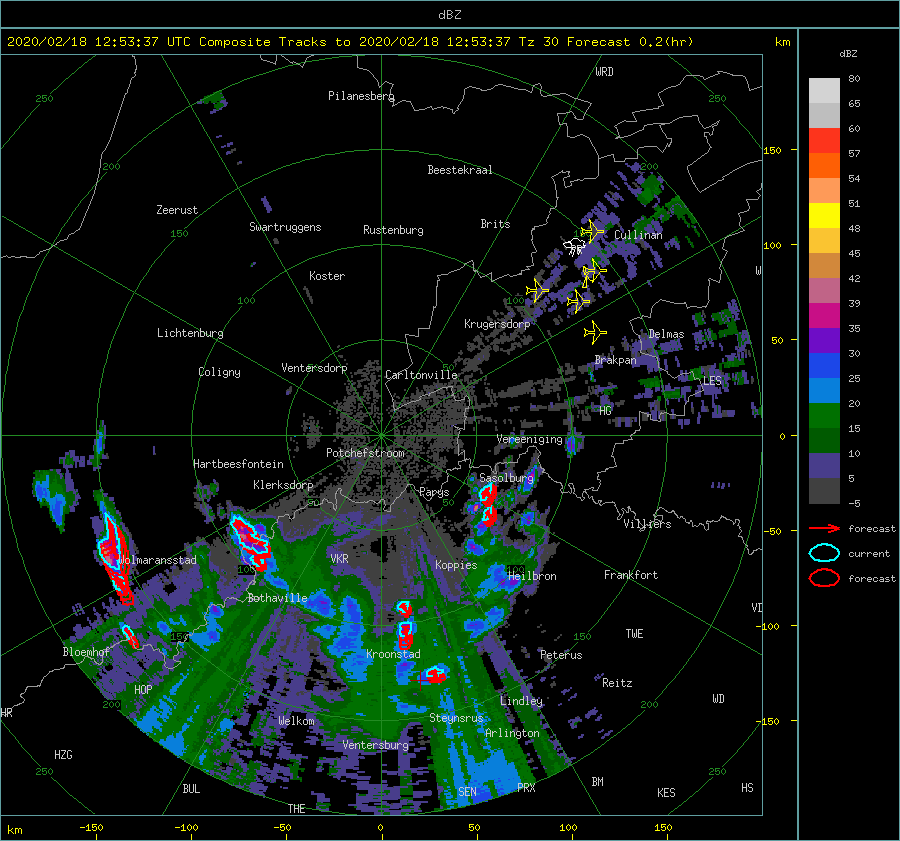 dBZ
2020/02/18 12:53:37 UTC Composite Tracks to 2020/02/18 12:53:37 Tz 30 Forecast 0.2(hr)
km
dBZ
WRD
250
Pilanesberg
250
80
65
60
57
54
51
48
45
42
39
35
30
25
20
15
10
5
-5
150
200
Beestekraal
200
Zeerust
150
Swartruggens
Rustenburg
Brits
Cullinan
100
Koster
100
100
Krugersdorp
Lichtenburg
Delmas
50
Brakpan
Coligny
Ventersdorp
Carltonville
LES
HG
0
Vereeniging
Potchefstroom
Hartbeesfontein
Klerksdorp
Parys
50
Sasolburg
Villiers
-50
forecast
current
forecast
Wolmaransstad
VKR
Koppies
100
100
Heilbron
Frankfort
Bothaville
VI
-100
150
150
TWE
Bloemhof
Kroonstad
Peterus
HOP
Reitz
WD
200
200
Lindley
HR
Welkom
Steynsrus
-150
Arlington
Ventersburg
HZG
250
250
BUL
SEN
PRX
BM
KES
HS
THE
km
-150
-100
-50
0
50
100
150